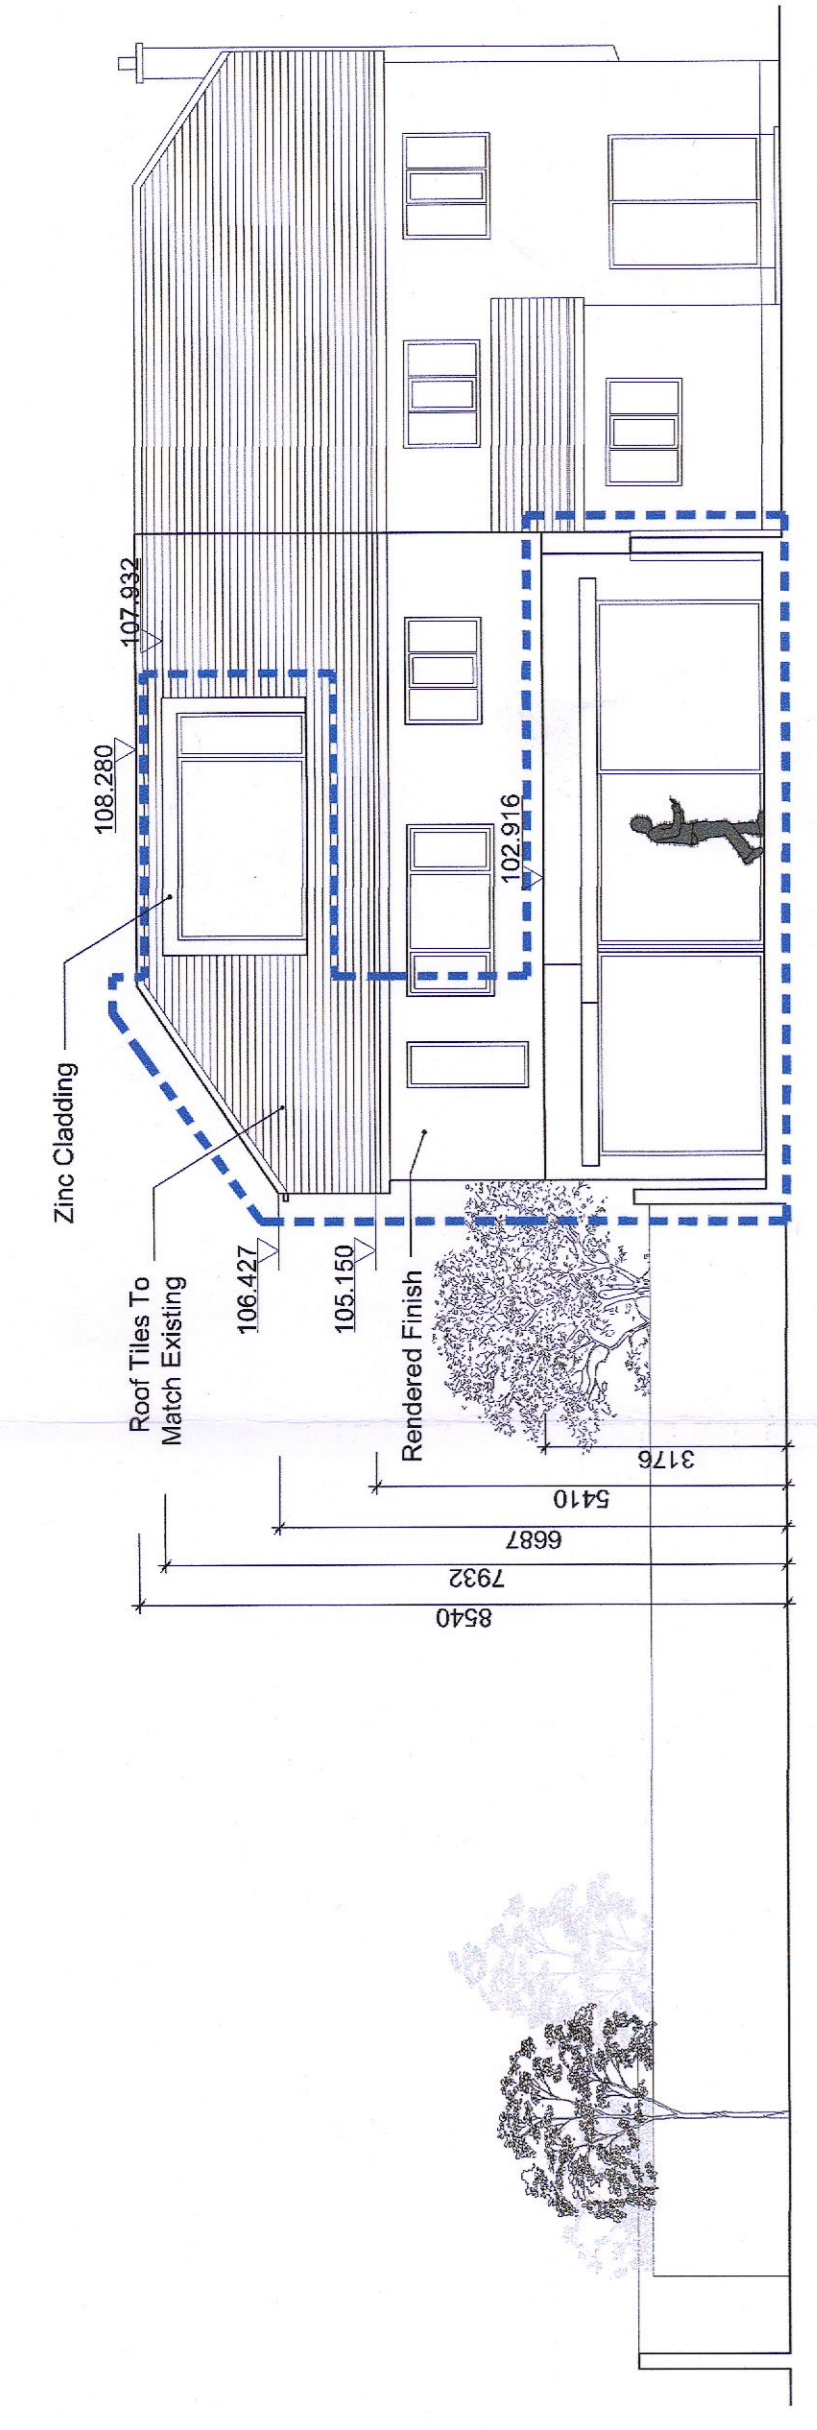 Zinc Cladding
Roof Tiles To
Match Existing
Rendered Finish
108.280
107.932
106.427
105.150
102.916
8540
7932
6687
5410
3176